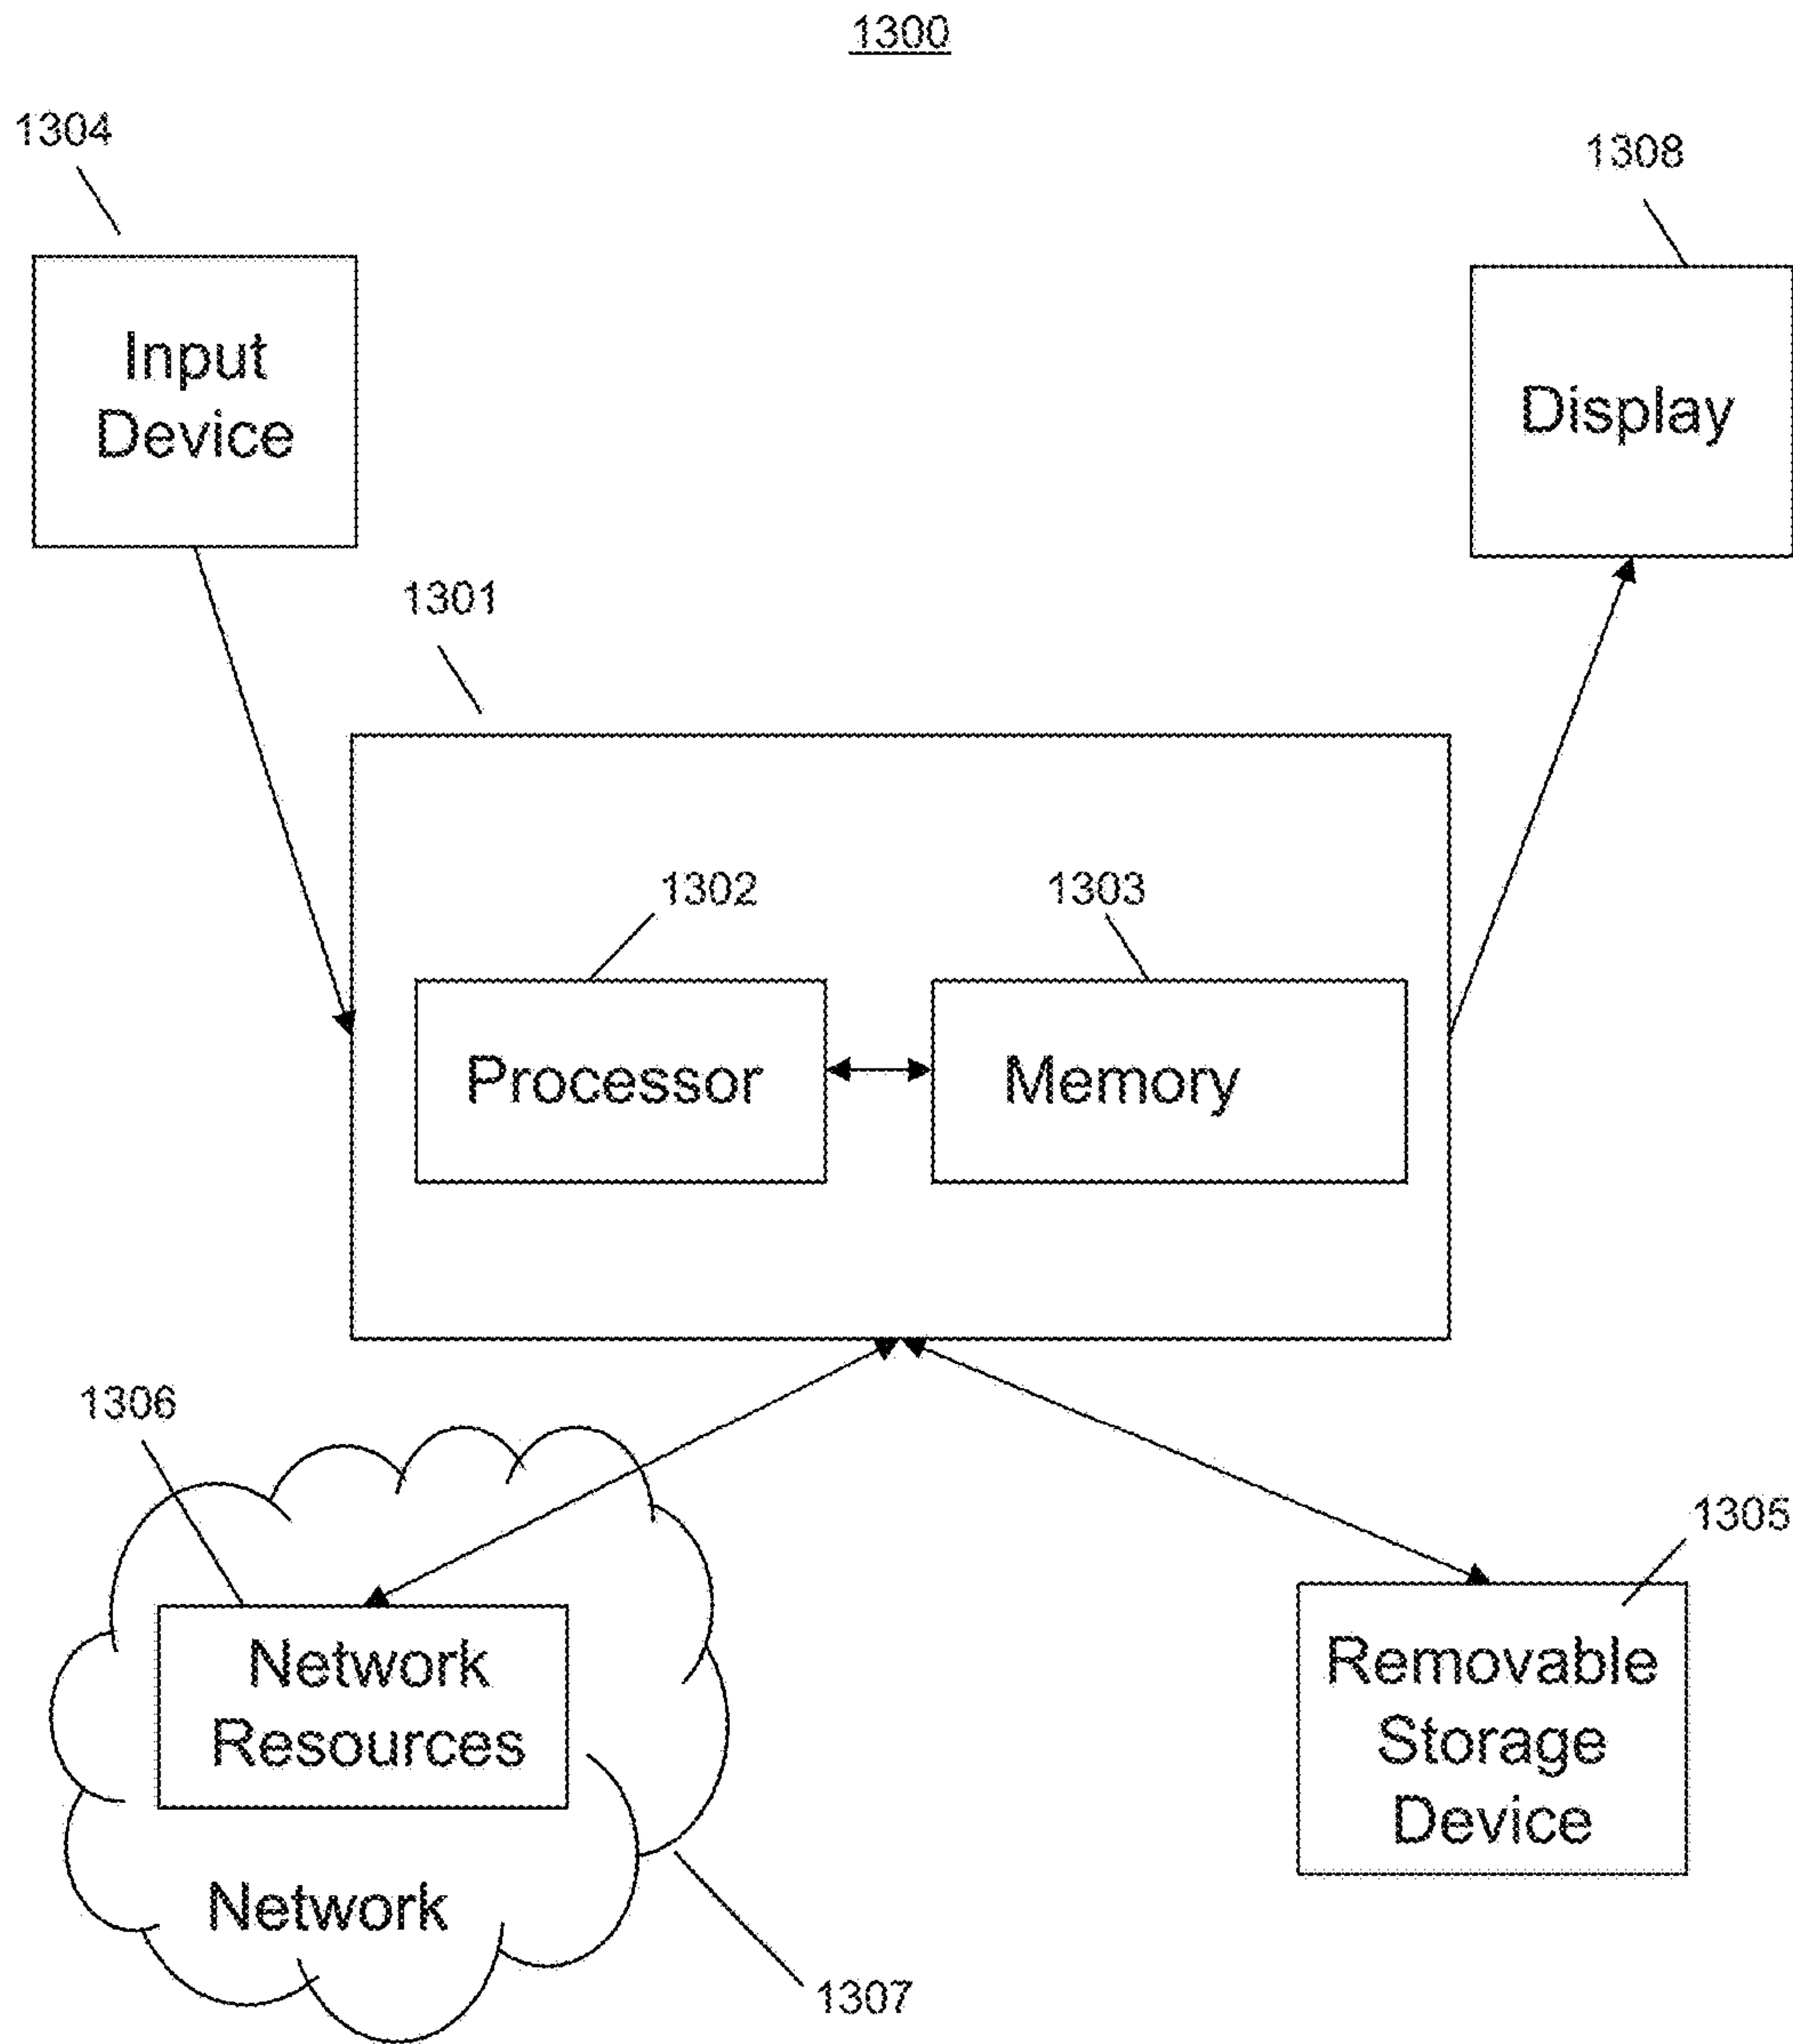 1300
1304
1308
Input
Device
Display
1301
1302
1303
Processor
Memory
1306
1305
Network
Resources
Removable
Storage
Device
Network
1307